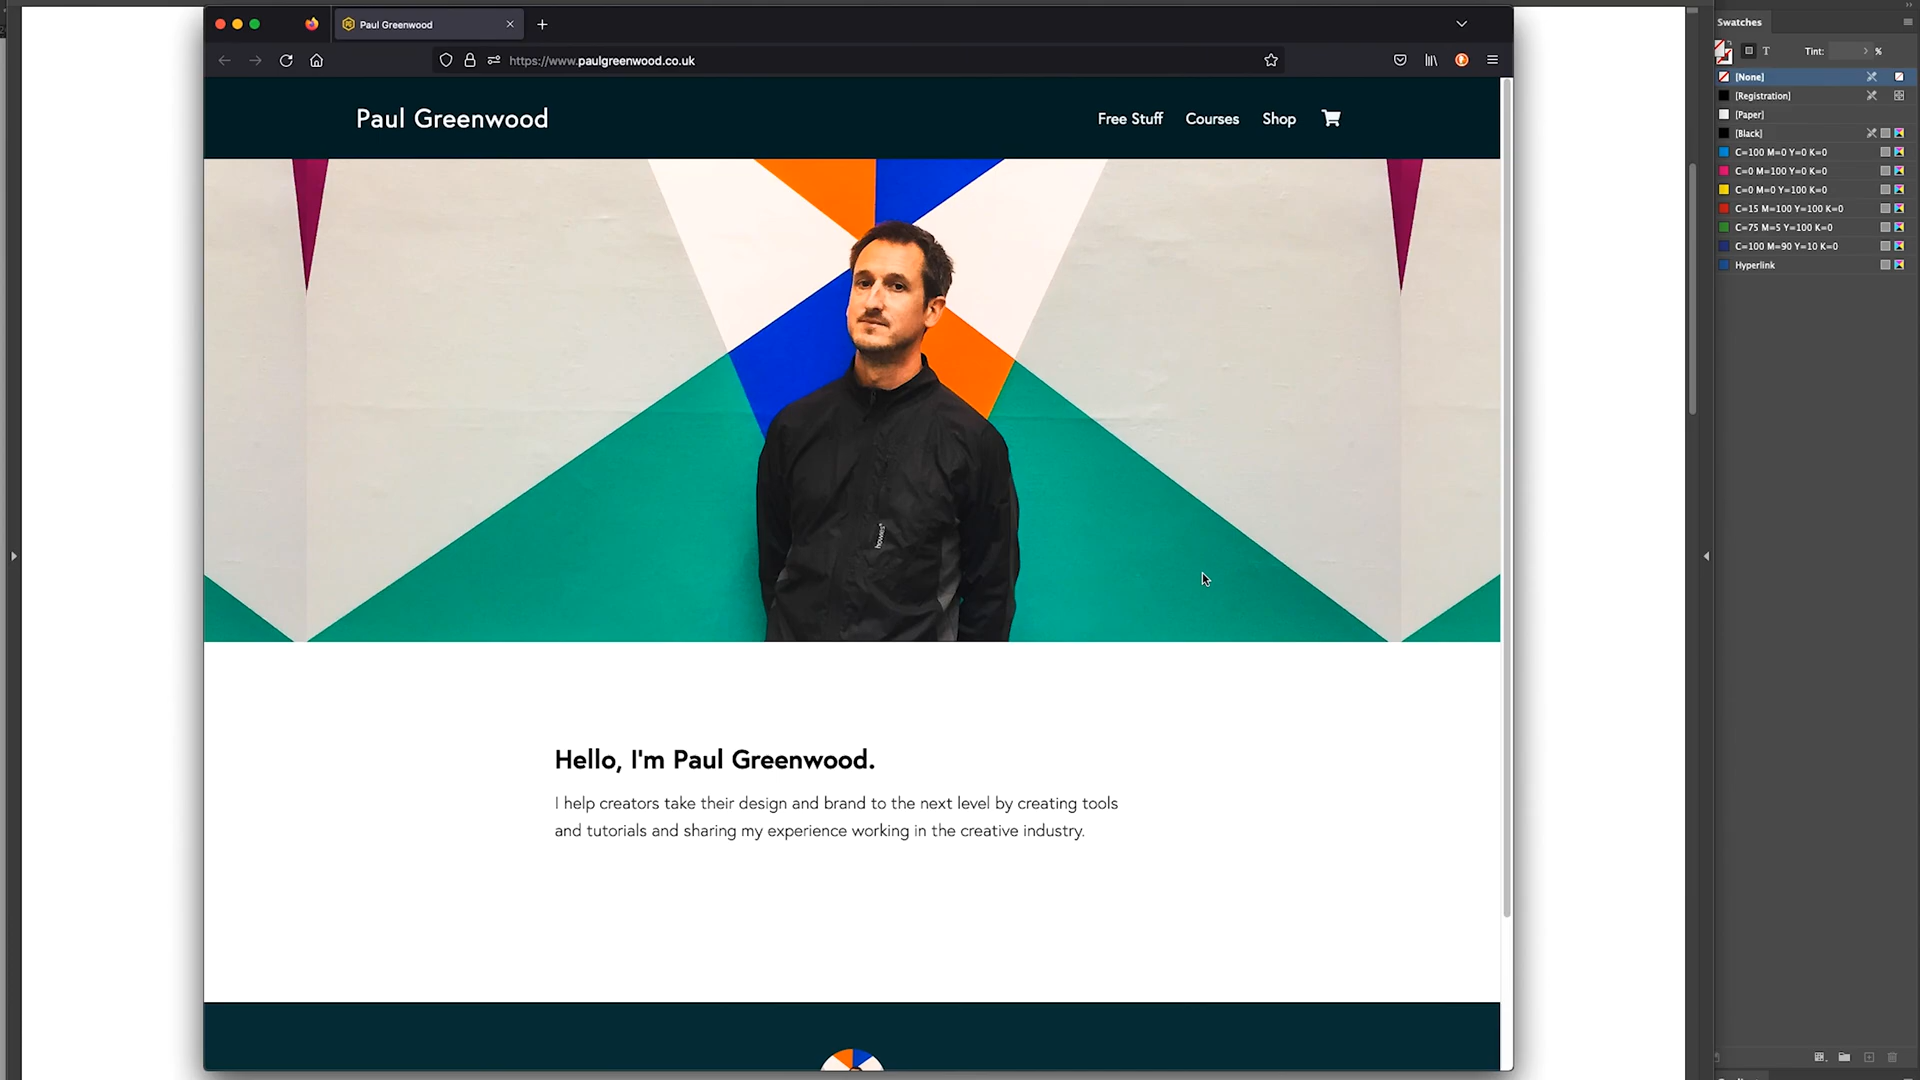 Paul Greenwood
https://www.paulgreenwood.co.uk
Paul Greenwood
Free Stuff
Courses
Shop
howies
Hello, I'm Paul Greenwood.
I help creators take their design and brand to the next level by creating tools
and tutorials and sharing my experience working in the creative industry.
Swatches
T
Tint:
%
[None]
[Registration]
[Paper]
[Black]
C=100 M=0 Y=0 K=0
C=0 M=100 Y=0 K=0
C=0 M=0 Y=100 K=0
C=15 M=100 Y=100 K=0
C=75 M=5 Y=100 K=0
C=100 M=90 Y=10 K=0
Hyperlink